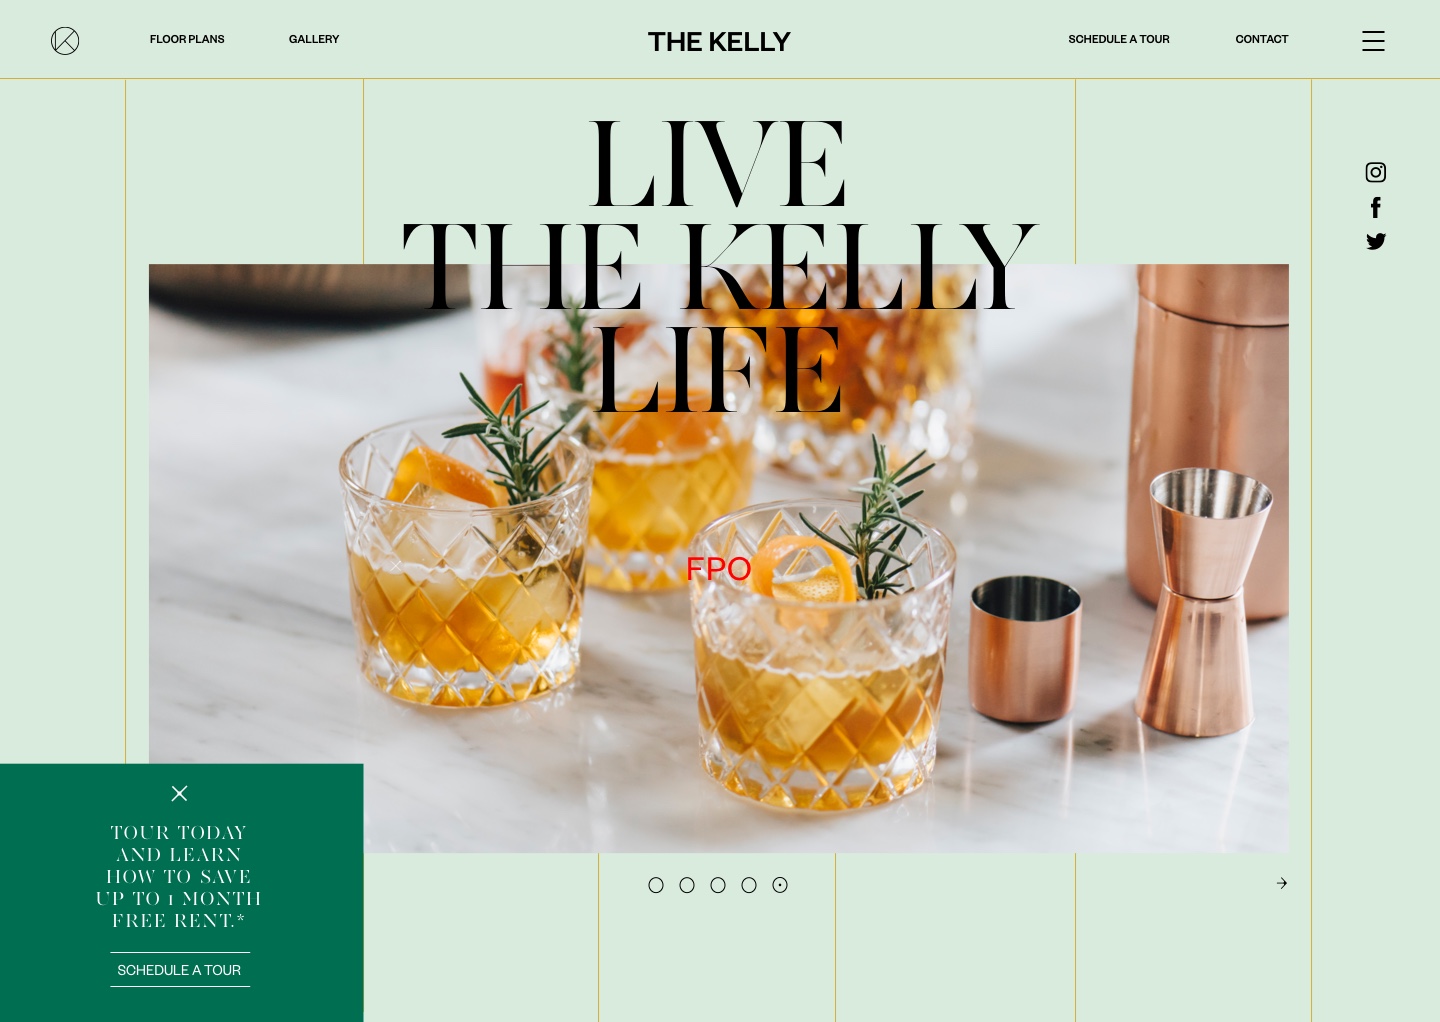 FLOOR PLANS
GALLERY
THE KELLY
SCHEDULE A TOUR
CONTACT
LIVE
THE KELLY
LIFE
FPO
TOUR TODAY
AND LEARN
HOW TO SAVE
UP TO 1 MONTH
FREE RENT.*
SCHEDULE A TOUR